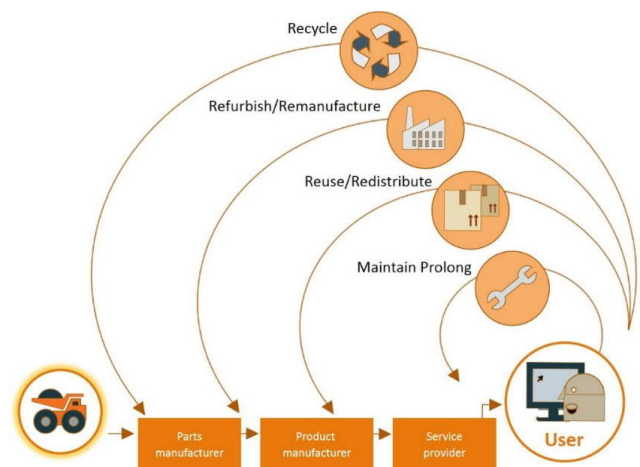 Recycle
Refurbish/Remanufacture
Reuse/Redistribute
Maintain Prolong
Parts
manufacturer
Product
manufacturer
Service
provider
User